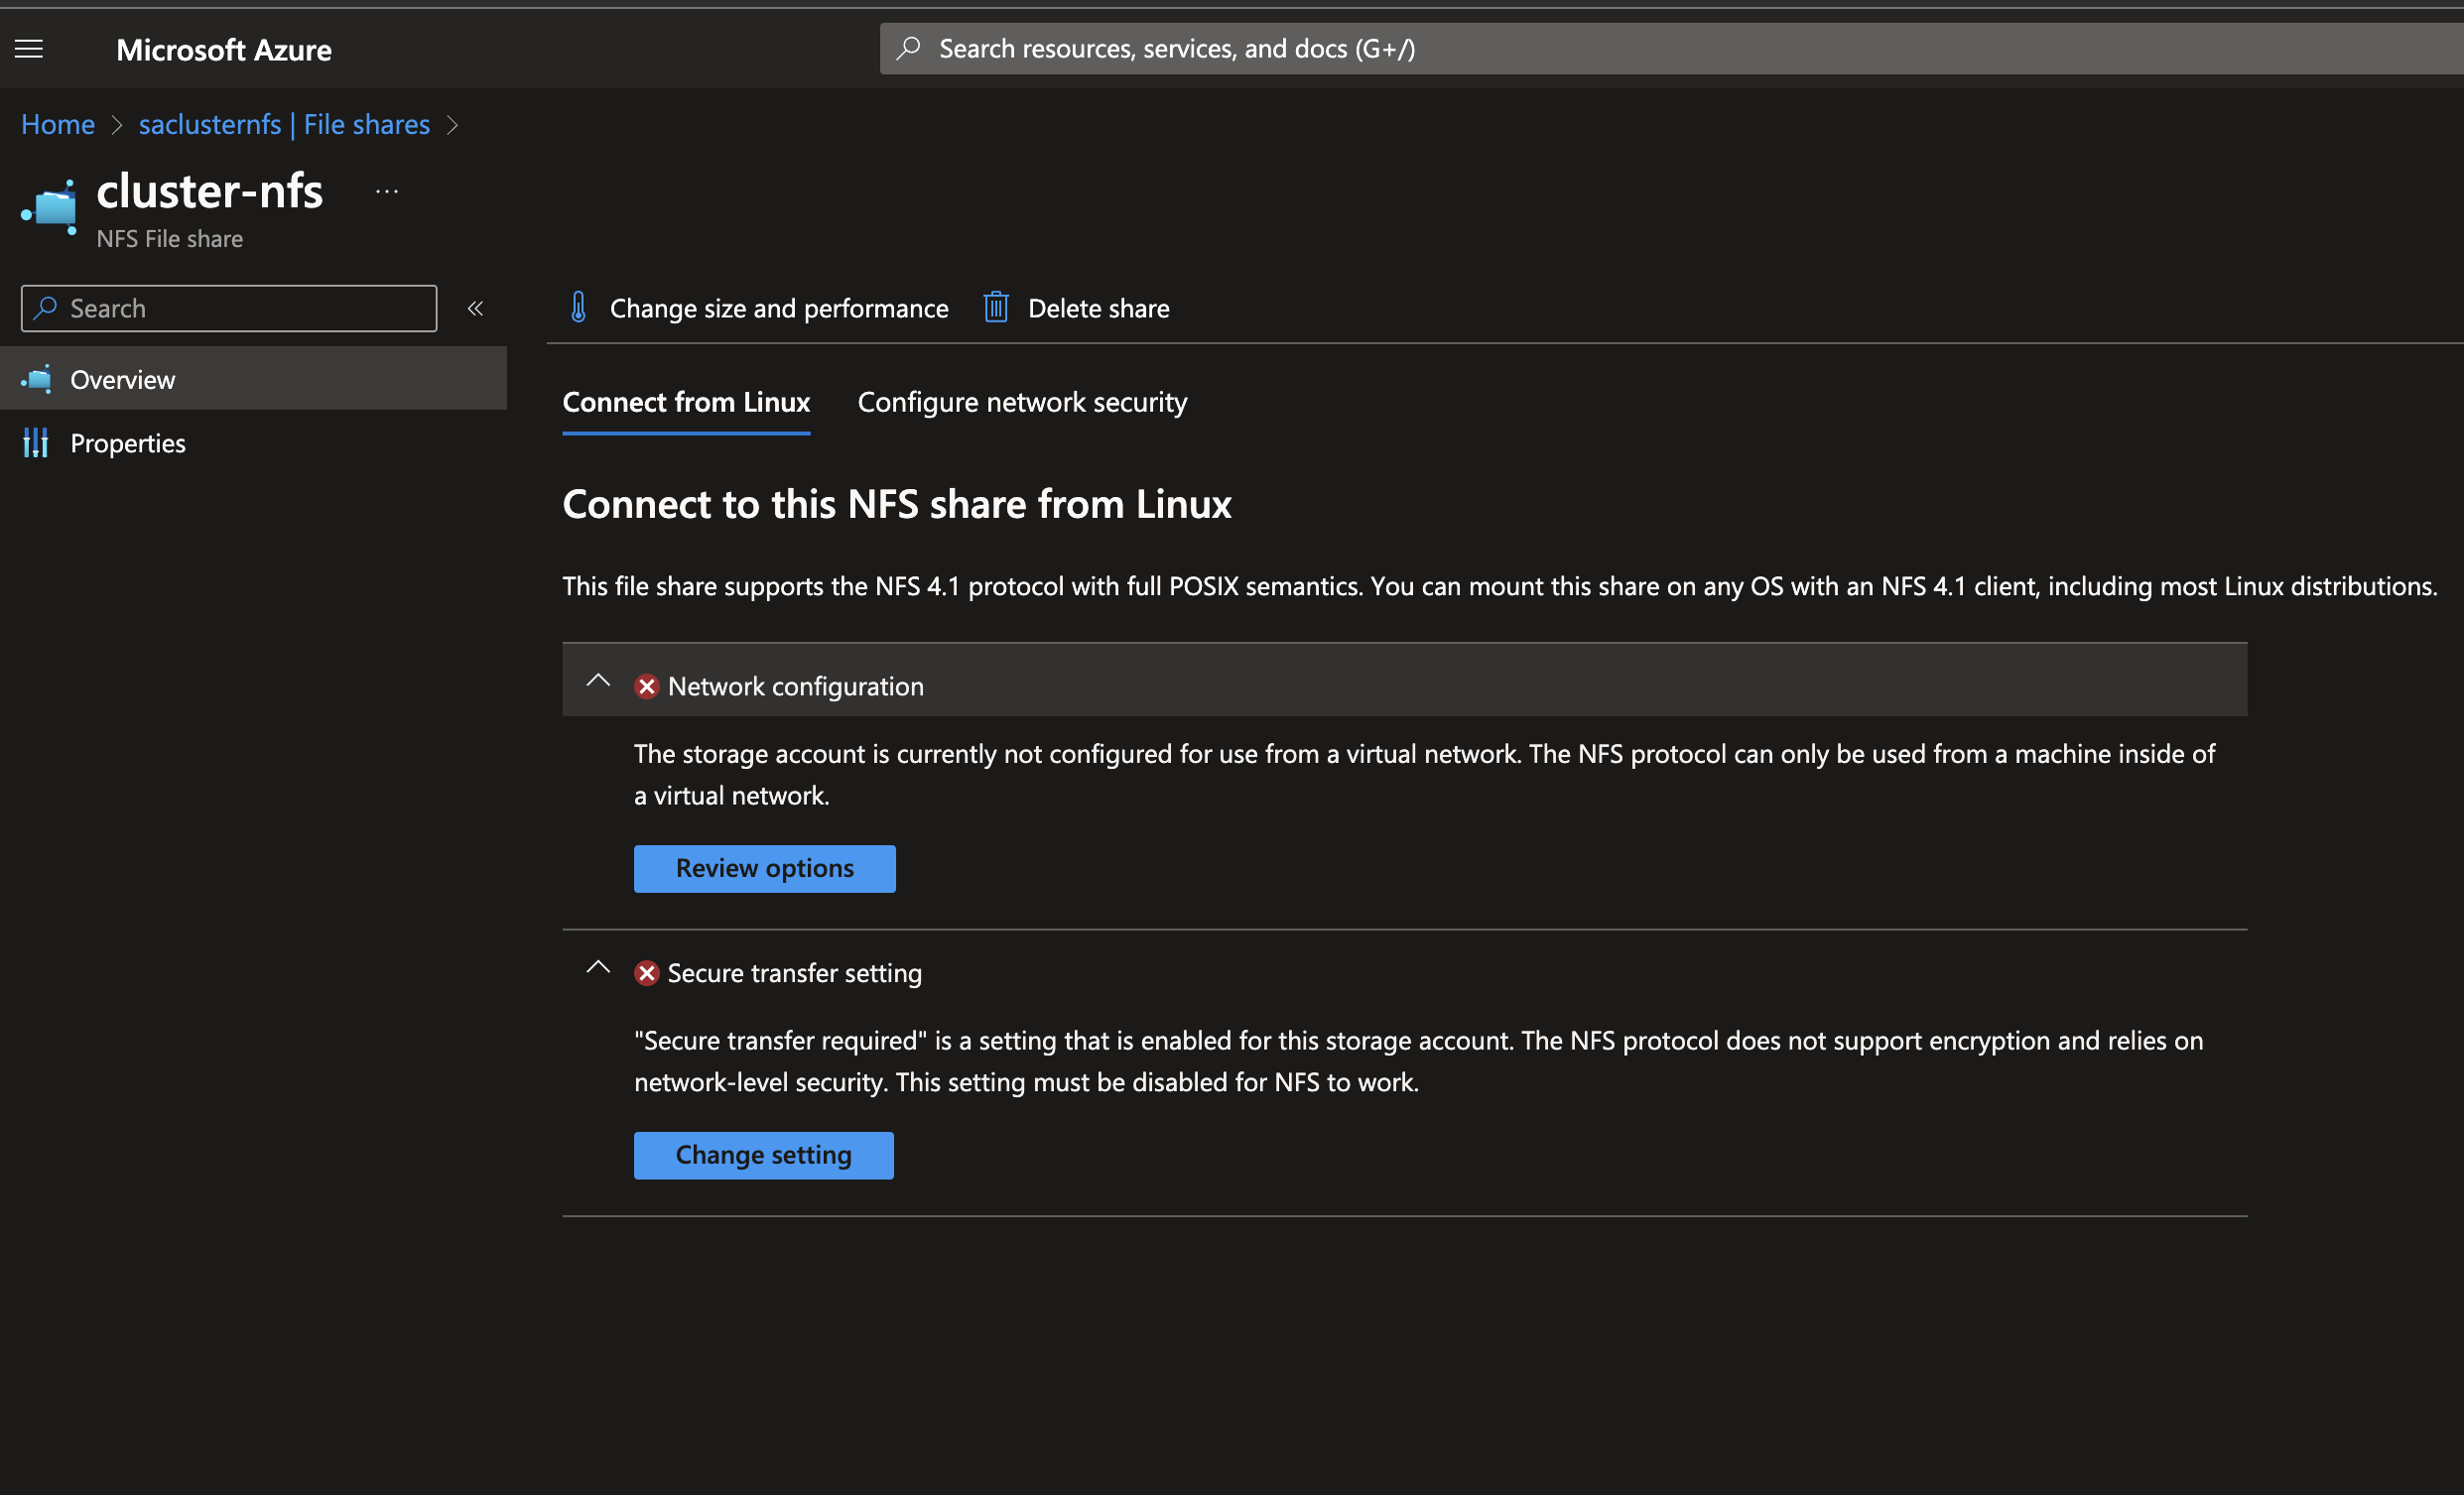 Microsoft Azure
Search resources, services, and docs (G+/)
Home > saclusternfs | File shares >
cluster-nfs ...
NFS File share
Search «
Change size and performance Delete share
Overview
Properties
Connect from Linux Configure network security
Connect to this NFS share from Linux
This file share supports the NFS 4.1 protocol with full POSIX semantics. You can mount this share on any OS with an NFS 4.1 client, including most Linux distributions.
Network configuration
The storage account is currently not configured for use from a virtual network. The NFS protocol can only be used from a machine inside of
a virtual network.
Review options
Secure transfer setting
"Secure transfer required" is a setting that is enabled for this storage account. The NFS protocol does not support encryption and relies on
network-level security. This setting must be disabled for NFS to work.
Change setting